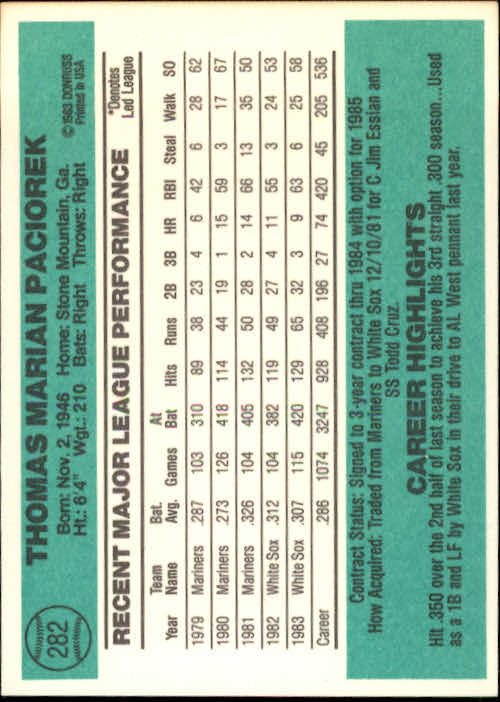 282
THOMAS MARIAN PACIOREK
Born: Nov. 2, 1946 Home: Stone Mountain, Ga.
Ht.: 6'4" Wgt.: 210 Bats: Right Throws: Right
© 1983 DONRUSS
Printed in USA
RECENT MAJOR LEAGUE PERFORMANCE
*Denotes
Led League
Year Team Name Bat. Avg. Games At Bat Hits Runs 2B 3B HR RBI Steal Walk SO
1979 Mariners .287 103 310 89 38 23 4 6 42 6 28 62
1980 Mariners .273 126 418 114 44 19 1 15 59 3 17 67
1981 Mariners .326 104 405 132 50 28 2 14 66 13 35 50
1982 White Sox .312 104 382 119 49 27 4 11 55 3 24 53
1983 White Sox .307 115 420 129 65 32 3 9 63 6 25 58
Career .286 1074 3247 928 408 196 27 74 420 45 205 536
Contract Status: Signed to 3-year contract thru 1984 with option for 1985
How Acquired: Traded from Mariners to White Sox 12/10/81 for C Jim Essian and
SS Todd Cruz.
CAREER HIGHLIGHTS
Hit .350 over the 2nd half of last season to achieve his 3rd straight .300 season...Used
as a 1B and LF by White Sox in their drive to AL West pennant last year.